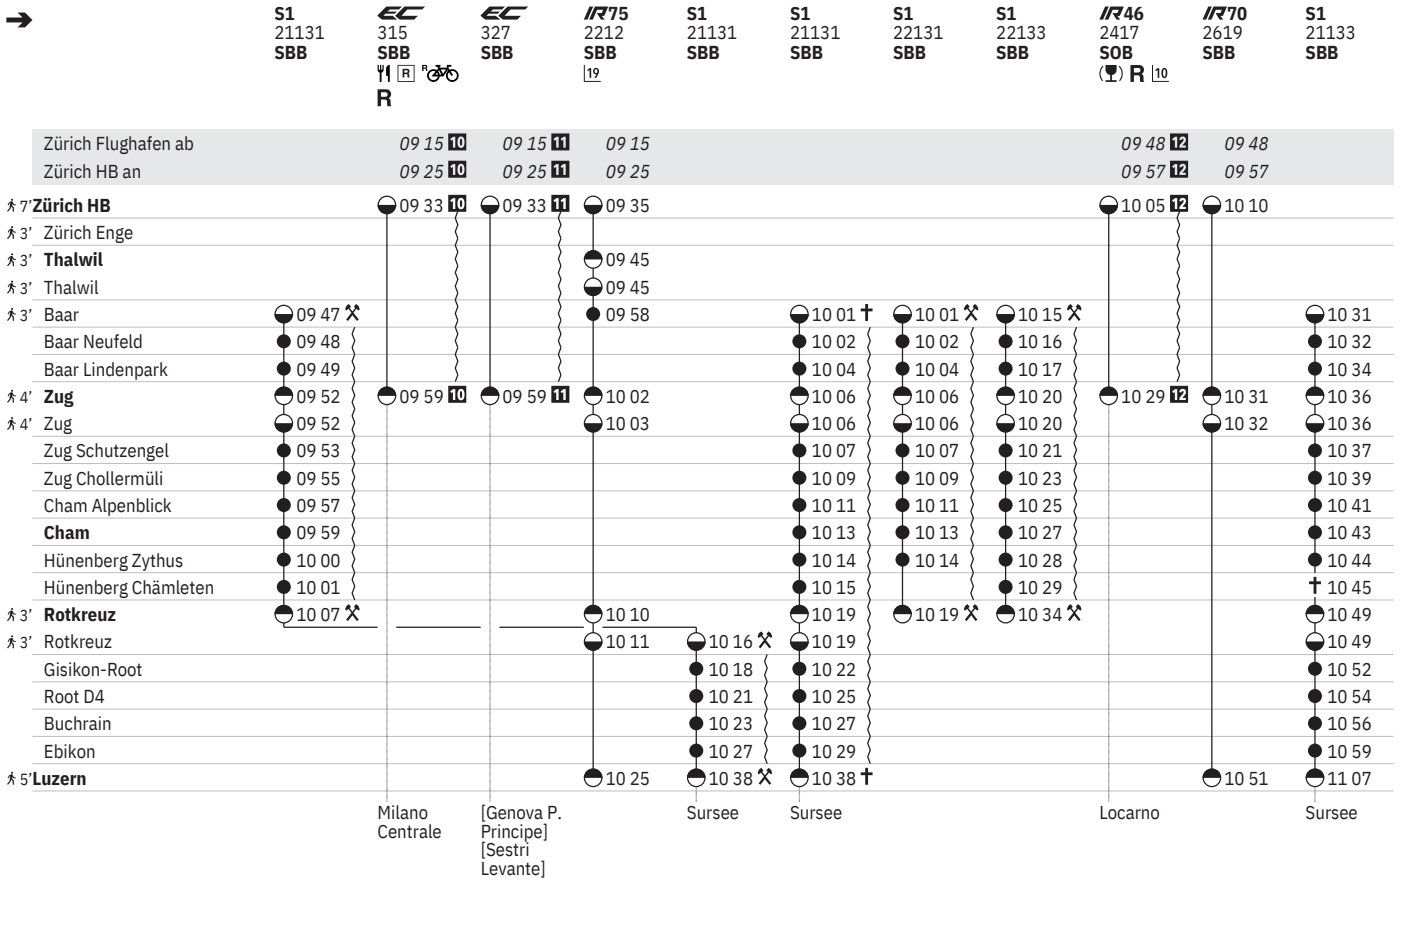 S1 EC EC IR75 S1 S1 S1 S1 IR46 IR70 S1
21131 315 327 2212 21131 21131 22131 22133 2417 2619 21133
SBB SBB SBB SBB SBB SBB SBB SBB SOB SBB SBB
R R 19 R 10
R
Zürich Flughafen ab 09 15 10 09 15 11 09 15 09 48 12 09 48
Zürich HB an 09 25 10 09 25 11 09 25 09 57 12 09 57
7' Zürich HB 09 33 10 09 33 11 09 35 10 05 12 10 10
3' Zürich Enge
3' Thalwil 09 45
3' Thalwil 09 45
3' Baar 09 47 09 58 10 01 10 01 10 15 10 31
Baar Neufeld 09 48 10 02 10 02 10 16 10 32
Baar Lindenpark 09 49 10 04 10 04 10 17 10 34
4' Zug 09 52 09 59 10 09 59 11 10 02 10 06 10 06 10 20 10 29 12 10 31 10 36
4' Zug 09 52 10 03 10 06 10 06 10 20 10 32 10 36
Zug Schutzengel 09 53 10 07 10 07 10 21 10 37
Zug Chollermüli 09 55 10 09 10 09 10 23 10 39
Cham Alpenblick 09 57 10 11 10 11 10 25 10 41
Cham 09 59 10 13 10 13 10 27 10 43
Hünenberg Zythus 10 00 10 14 10 14 10 28 10 44
Hünenberg Chämleten 10 01 10 15 10 29 10 45
3' Rotkreuz 10 07 10 10 10 19 10 19 10 34 10 49
3' Rotkreuz 10 11 10 16 10 19 10 49
Gisikon-Root 10 18 10 22 10 52
Root D4 10 21 10 25 10 54
Buchrain 10 23 10 27 10 56
Ebikon 10 27 10 29 10 59
5' Luzern 10 25 10 38 10 38 10 51 11 07
Milano [Genova P. Sursee Sursee Locarno Sursee
Centrale Principe]
[Sestri
Levante]